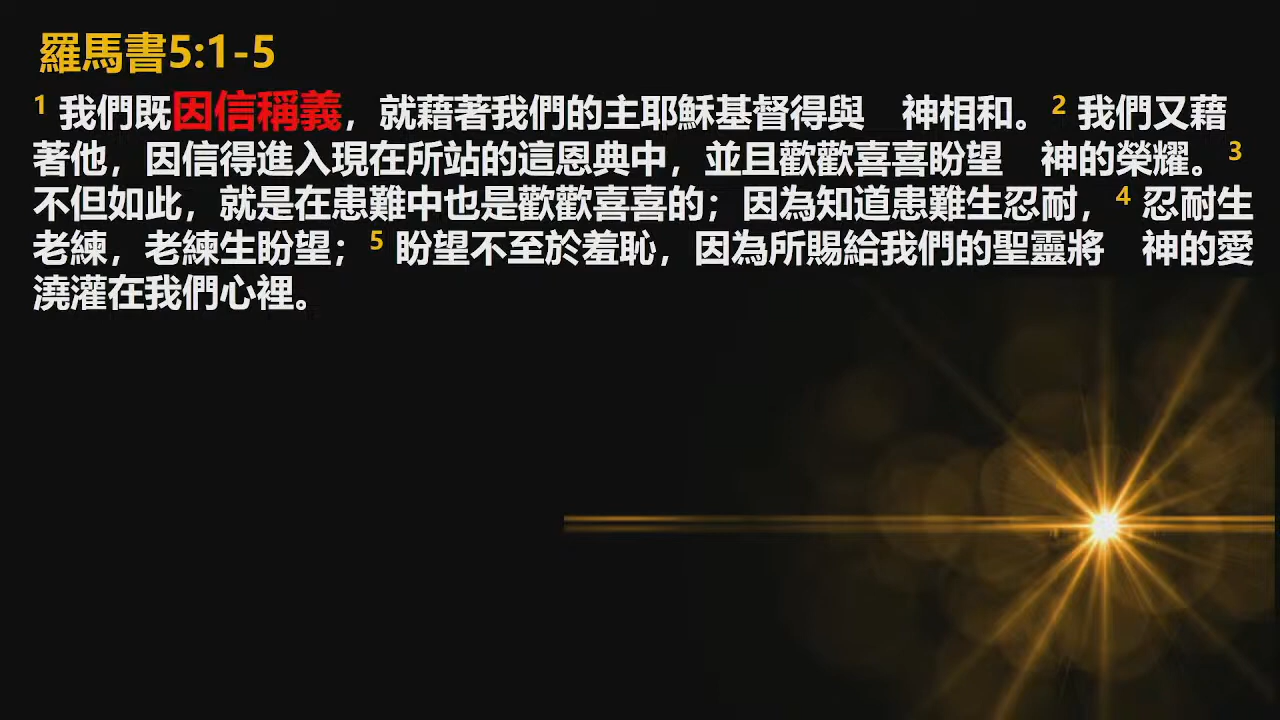 羅馬書5:1-5
1 我們既因信稱義，就藉著我們的主耶穌基督得與　神相和。2 我們又藉
著他，因信得進入現在所站的這恩典中，並且歡歡喜喜盼望　神的榮耀。3
不但如此，就是在患難中也是歡歡喜喜的；因為知道患難生忍耐，4 忍耐生
老練，老練生盼望；5 盼望不至於羞恥，因為所賜給我們的聖靈將　神的愛
澆灌在我們心裡。